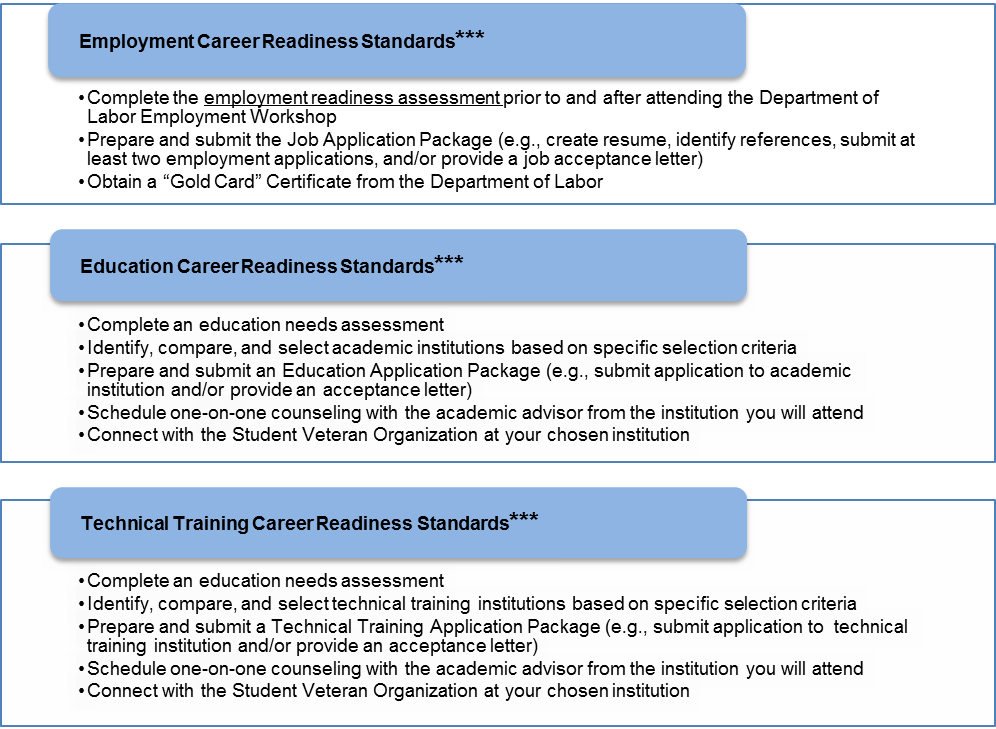 Employment Career Readiness Standards***
•Complete the employment readiness assessment prior to and after attending the Department of
Labor Employment Workshop
•Prepare and submit the Job Application Package (e.g., create resume, identify references, submit at
least two employment applications, and/or provide a job acceptance letter)
•Obtain a “Gold Card” Certificate from the Department of Labor
Education Career Readiness Standards***
•Complete an education needs assessment
•Identify, compare, and select academic institutions based on specific selection criteria
•Prepare and submit an Education Application Package (e.g., submit application to academic
institution and/or provide an acceptance letter)
•Schedule one-on-one counseling with the academic advisor from the institution you will attend
•Connect with the Student Veteran Organization at your chosen institution
Technical Training Career Readiness Standards***
•Complete an education needs assessment
•Identify, compare, and select technical training institutions based on specific selection criteria
•Prepare and submit a Technical Training Application Package (e.g., submit application to technical
training institution and/or provide an acceptance letter)
•Schedule one-on-one counseling with the academic advisor from the institution you will attend
•Connect with the Student Veteran Organization at your chosen institution